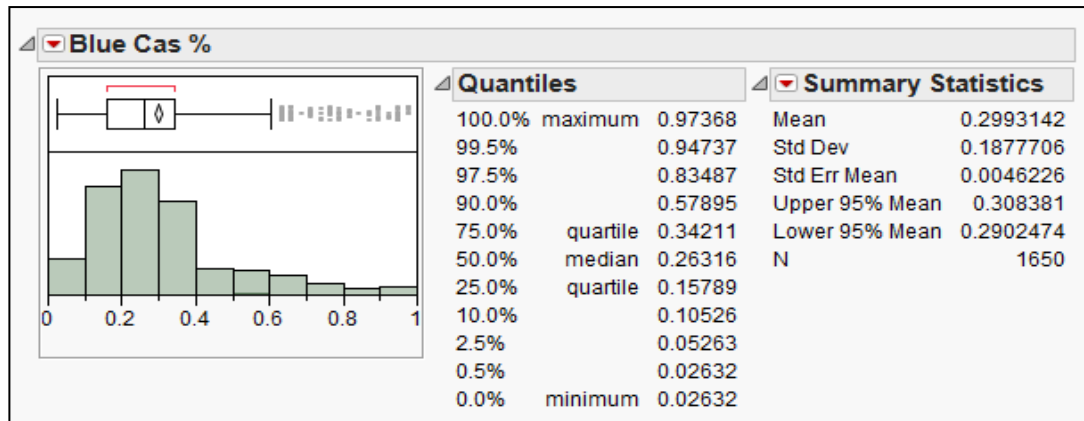 Blue Cas %
0 0.2 0.4 0.6 0.8 1
Quantiles
100.0% maximum 0.97368
99.5% 0.94737
97.5% 0.83487
90.0% 0.57895
75.0% quartile 0.34211
50.0% median 0.26316
25.0% quartile 0.15789
10.0% 0.10526
2.5% 0.05263
0.5% 0.02632
0.0% minimum 0.02632
Summary Statistics
Mean 0.2993142
Std Dev 0.1877706
Std Err Mean 0.0046226
Upper 95% Mean 0.308381
Lower 95% Mean 0.2902474
N 1650